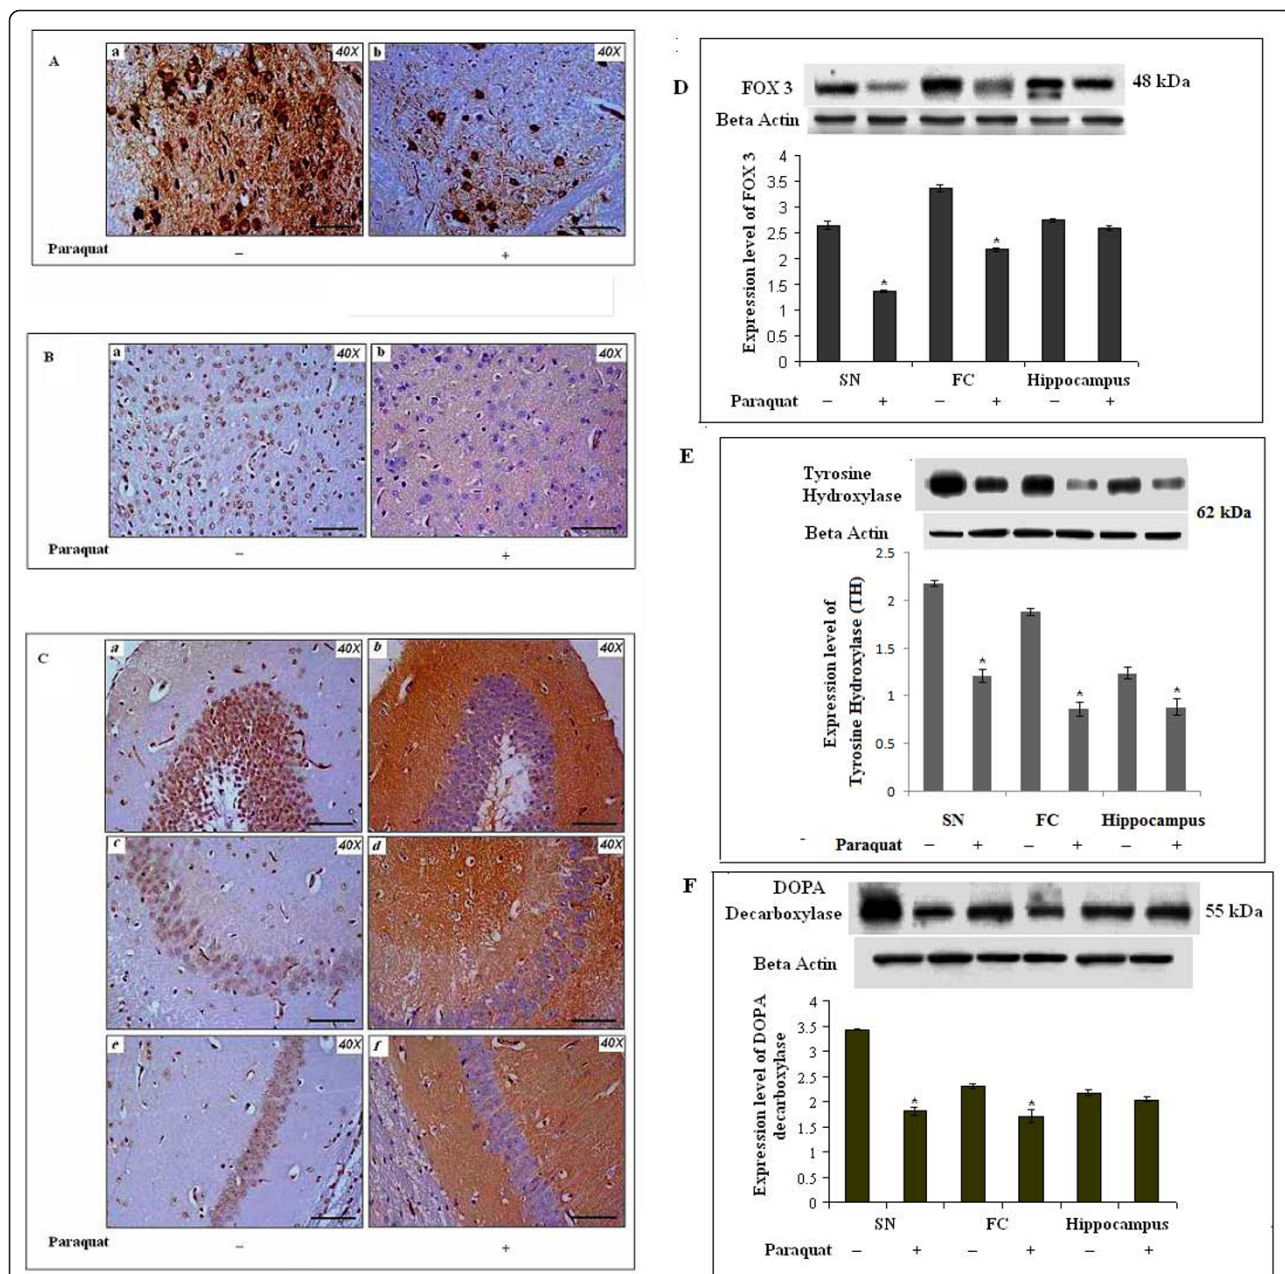 A
a
40X
b
40X
Paraquat
–
+
B
a
40X
b
40X
Paraquat
–
+
C
a
40X
b
40X
c
40X
d
40X
e
40X
f
40X
Paraquat
–
+
D
FOX 3
48 kDa
Beta Actin
Expression level of FOX 3
4
3.5
3
2.5
2
1.5
1
0.5
0
* *
SN FC Hippocampus
Paraquat – + – + – +
E
Tyrosine
Hydroxylase
62 kDa
Beta Actin
Expression level of
Tyrosine Hydroxylase (TH)
2.5
2
1.5
1
0.5
0
* * *
SN FC Hippocampus
Paraquat – + – + – +
F
DOPA
Decarboxylase
55 kDa
Beta Actin
Expression level of DOPA
decarboxylase
4
3.5
3
2.5
2
1.5
1
0.5
0
* *
SN FC Hippocampus
Paraquat – + – + – +